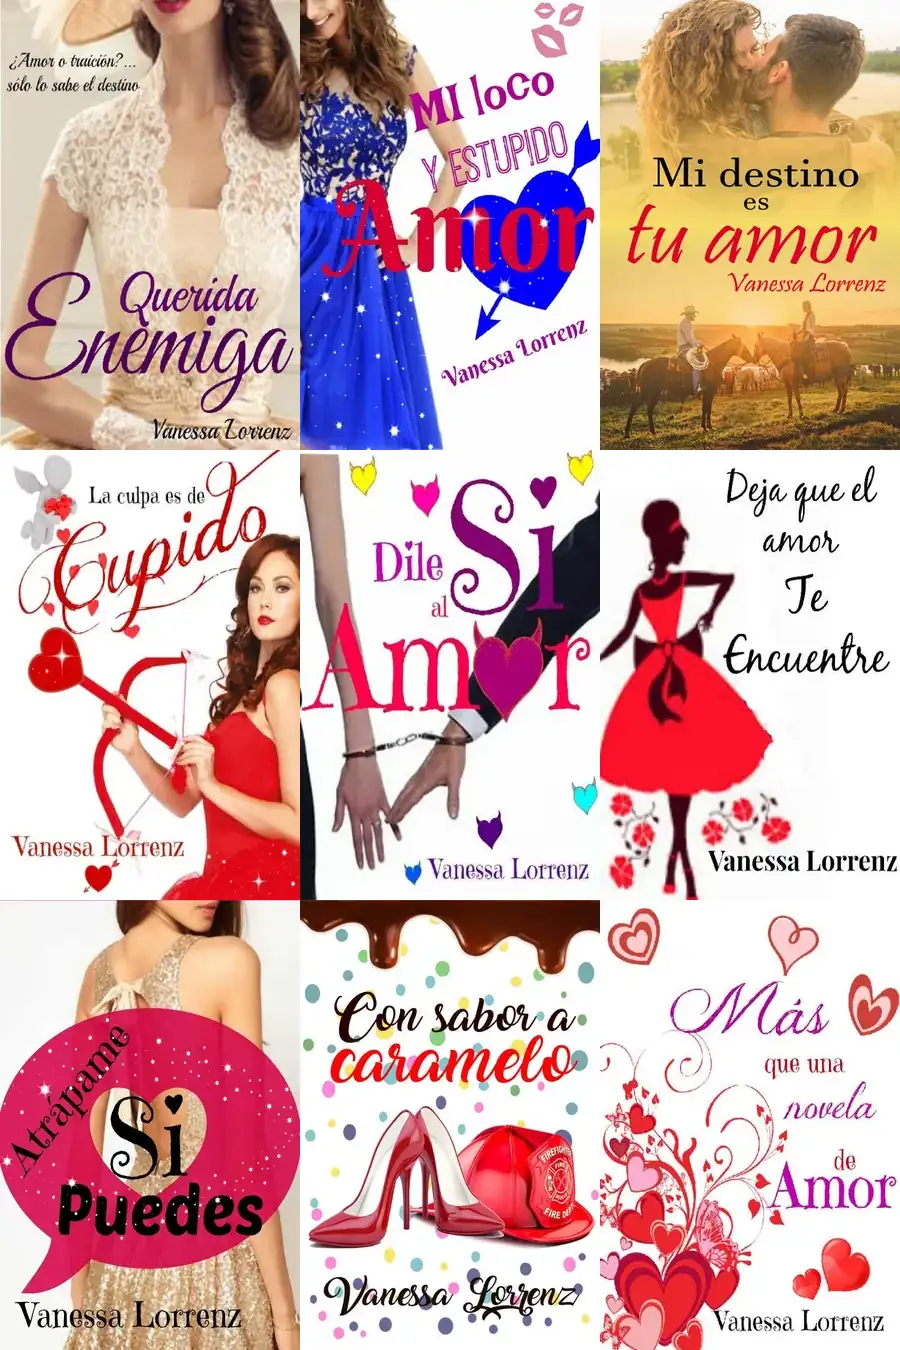 ¿Amor o traición?...
sólo lo sabe el destino
Querida
Enemiga
Vanessa Lorrenz
Mi loco
Y ESTUPIDO
Amor
Vanessa Lorrenz
Mi destino
es
tu amor
Vanessa Lorrenz
La culpa es de
Cupido
Vanessa Lorrenz
Dile Si
al
Amor
Vanessa Lorrenz
Deja que el
amor
Te
Encuentre
Vanessa Lorrenz
Atrápame
Si
Puedes
Vanessa Lorrenz
Con sabor a
caramelo
FIREFIGHTER
FIRE DEPT
Vanessa Lorrenz
Más
que una
novela
de
Amor
Vanessa Lorrenz